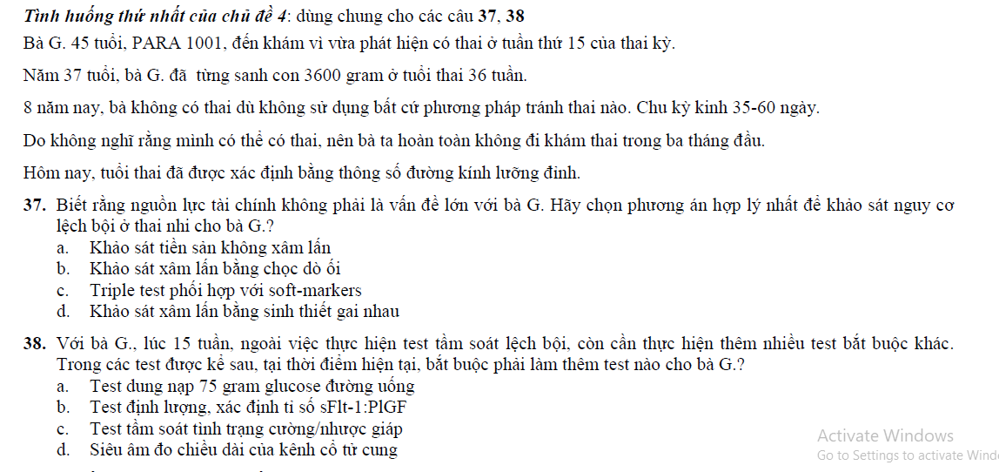 Tình huống thứ nhất của chủ đề 4: dùng chung cho các câu 37, 38
Bà G. 45 tuổi, PARA 1001, đến khám vì vừa phát hiện có thai ở tuần thứ 15 của thai kỳ.
Năm 37 tuổi, bà G. đã từng sanh con 3600 gram ở tuổi thai 36 tuần.
8 năm nay, bà không có thai dù không sử dụng bất cứ phương pháp tránh thai nào. Chu kỳ kinh 35-60 ngày.
Do không nghĩ rằng mình có thể có thai, nên bà ta hoàn toàn không đi khám thai trong ba tháng đầu.
Hôm nay, tuổi thai đã được xác định bằng thông số đường kính lưỡng đỉnh.
37. Biết rằng nguồn lực tài chính không phải là vấn đề lớn với bà G. Hãy chọn phương án hợp lý nhất để khảo sát nguy cơ
lệch bội ở thai nhi cho bà G.?
a. Khảo sát tiền sản không xâm lấn
b. Khảo sát xâm lấn bằng chọc dò ối
c. Triple test phối hợp với soft-markers
d. Khảo sát xâm lấn bằng sinh thiết gai nhau
38. Với bà G., lúc 15 tuần, ngoài việc thực hiện test tầm soát lệch bội, còn cần thực hiện thêm nhiều test bắt buộc khác.
Trong các test được kể sau, tại thời điểm hiện tại, bắt buộc phải làm thêm test nào cho bà G.?
a. Test dung nạp 75 gram glucose đường uống
b. Test định lượng, xác định tỉ số sFlt-1:PlGF
c. Test tầm soát tình trạng cường/nhược giáp
d. Siêu âm đo chiều dài của kênh cổ tử cung
Activate Windows
Go to Settings to activate Wind